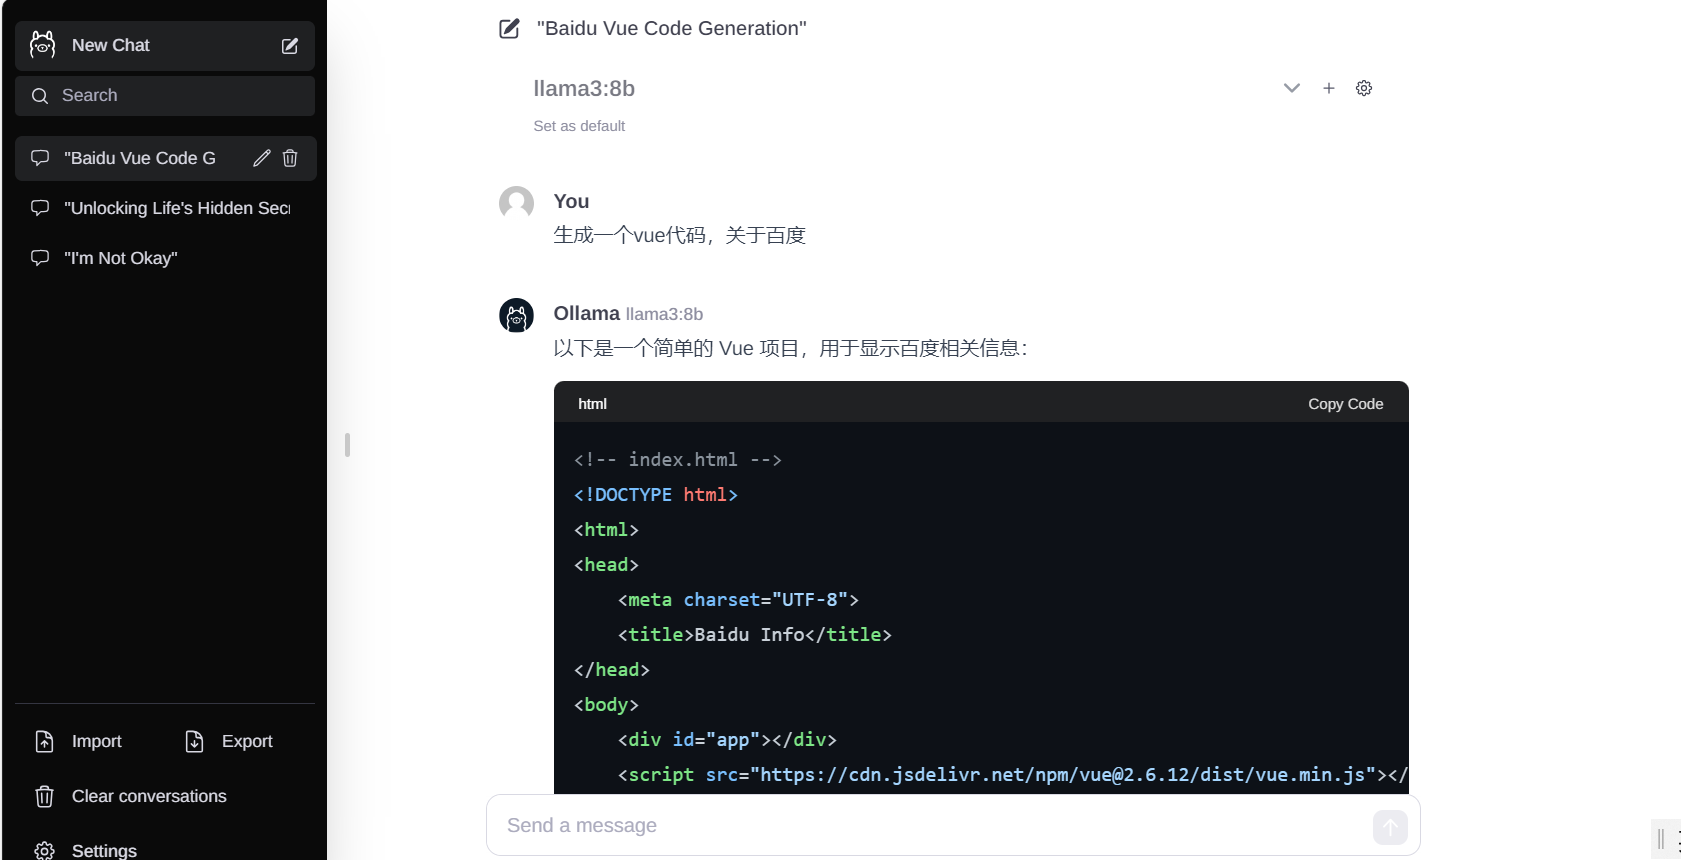 New Chat
Search
"Baidu Vue Code G
"Unlocking Life's Hidden Sec
"I'm Not Okay"
Import
Export
Clear conversations
Settings
"Baidu Vue Code Generation"
llama3:8b
Set as default
You
生成一个vue代码，关于百度
Ollama llama3:8b
以下是一个简单的 Vue 项目，用于显示百度相关信息：
html
Copy Code
<!-- index.html -->
<!DOCTYPE html>
<html>
<head>
<meta charset="UTF-8">
<title>Baidu Info</title>
</head>
<body>
<div id="app"></div>
<script src="https://cdn.jsdelivr.net/npm/vue@2.6.12/dist/vue.min.js"></
Send a message